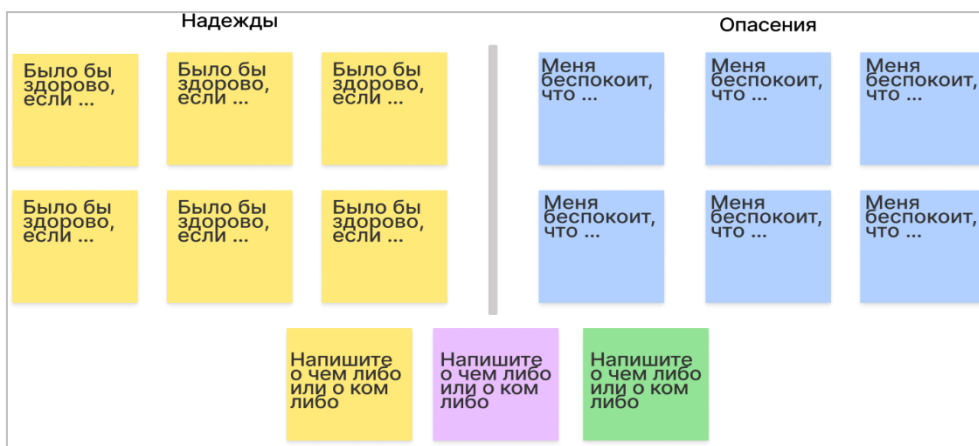 Надежды
Опасения
Было бы
здорово,
если ...
Было бы
здорово,
если ...
Было бы
здорово,
если ...
Меня
беспокоит,
что ...
Меня
беспокоит,
что ...
Меня
беспокоит,
что ...
Было бы
здорово,
если ...
Было бы
здорово,
если ...
Было бы
здорово,
если ...
Меня
беспокоит,
что ...
Меня
беспокоит,
что ...
Меня
беспокоит,
что ...
Напишите
о чем либо
или о ком
либо
Напишите
о чем либо
или о ком
либо
Напишите
о чем либо
или о ком
либо